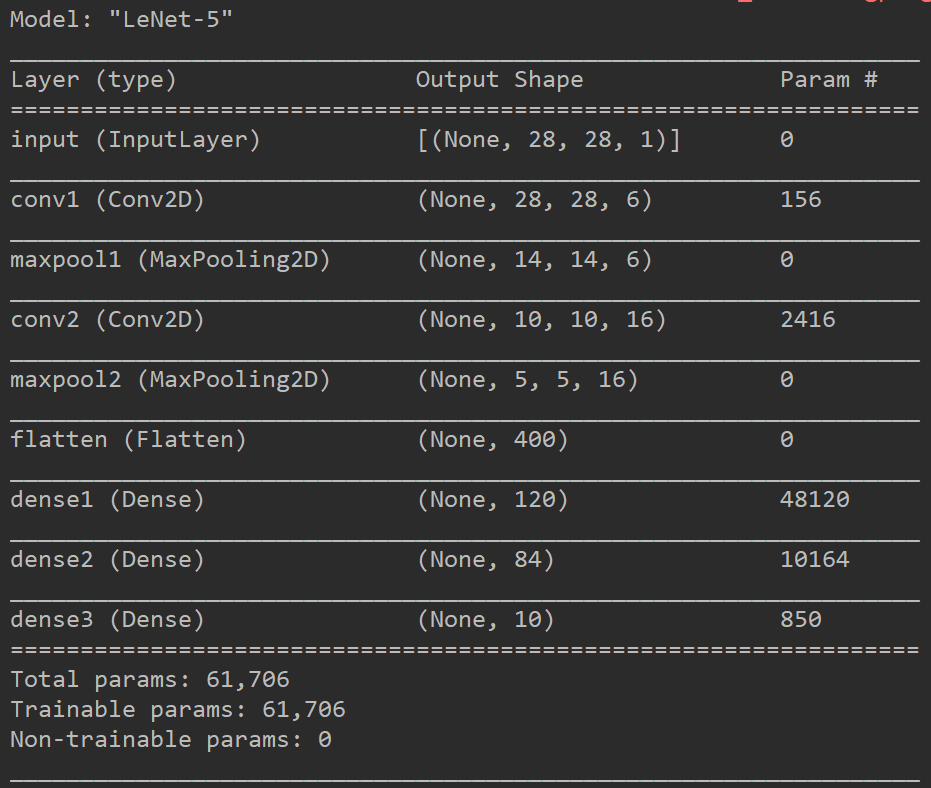 Model: "LeNet-5"
Layer (type) Output Shape Param #
input (InputLayer) [(None, 28, 28, 1)] 0
conv1 (Conv2D) (None, 28, 28, 6) 156
maxpool1 (MaxPooling2D) (None, 14, 14, 6) 0
conv2 (Conv2D) (None, 10, 10, 16) 2416
maxpool2 (MaxPooling2D) (None, 5, 5, 16) 0
flatten (Flatten) (None, 400) 0
dense1 (Dense) (None, 120) 48120
dense2 (Dense) (None, 84) 10164
dense3 (Dense) (None, 10) 850
Total params: 61,706
Trainable params: 61,706
Non-trainable params: 0